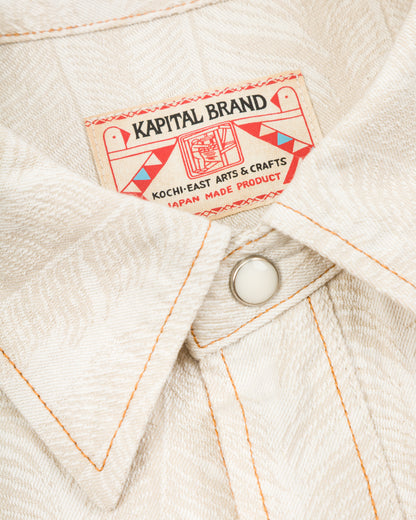 KAPITAL BRAND
KOCHI-EAST ARTS & CRAFTS
JAPAN MADE PRODUCT